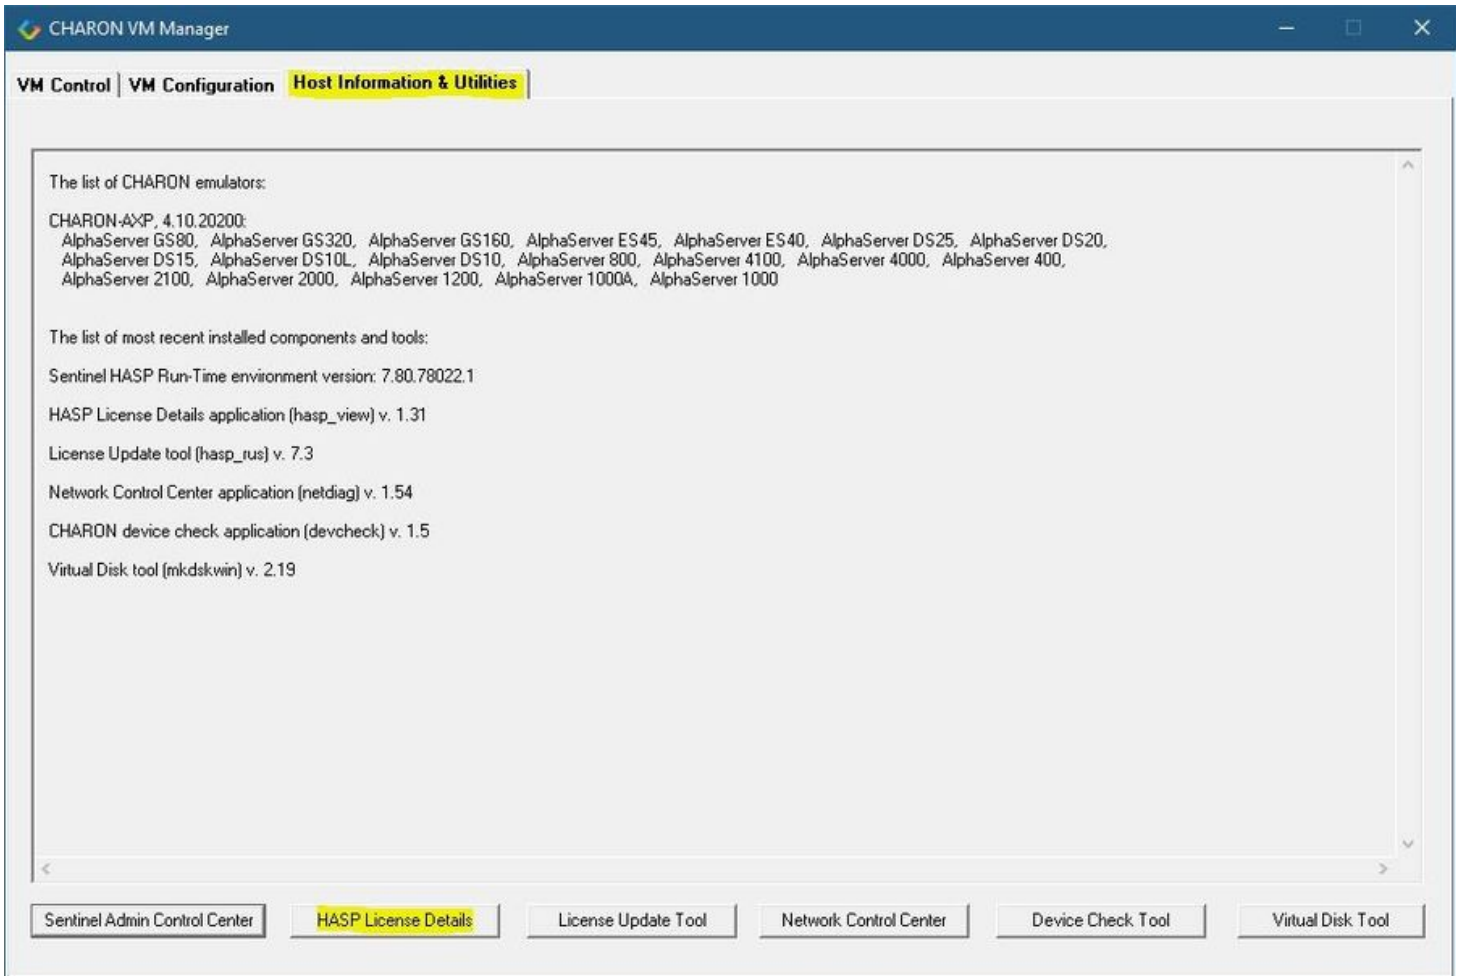 CHARON VM Manager
VM Control VM Configuration Host Information & Utilities
The list of CHARON emulators:
CHARON-AXP, 4.10.20200:
AlphaServer GS80, AlphaServer GS320, AlphaServer GS160, AlphaServer ES45, AlphaServer ES40, AlphaServer DS25, AlphaServer DS20,
AlphaServer DS15, AlphaServer DS10L, AlphaServer DS10, AlphaServer 800, AlphaServer 4100, AlphaServer 4000, AlphaServer 400,
AlphaServer 2100, AlphaServer 2000, AlphaServer 1200, AlphaServer 1000A, AlphaServer 1000
The list of most recent installed components and tools:
Sentinel HASP Run-Time environment version: 7.80.78022.1
HASP License Details application (hasp_view) v. 1.31
License Update tool (hasp_rus) v. 7.3
Network Control Center application (netdiag) v. 1.54
CHARON device check application (devcheck) v. 1.5
Virtual Disk tool (mkdskwin) v. 2.19
Sentinel Admin Control Center HASP License Details License Update Tool Network Control Center Device Check Tool Virtual Disk Tool